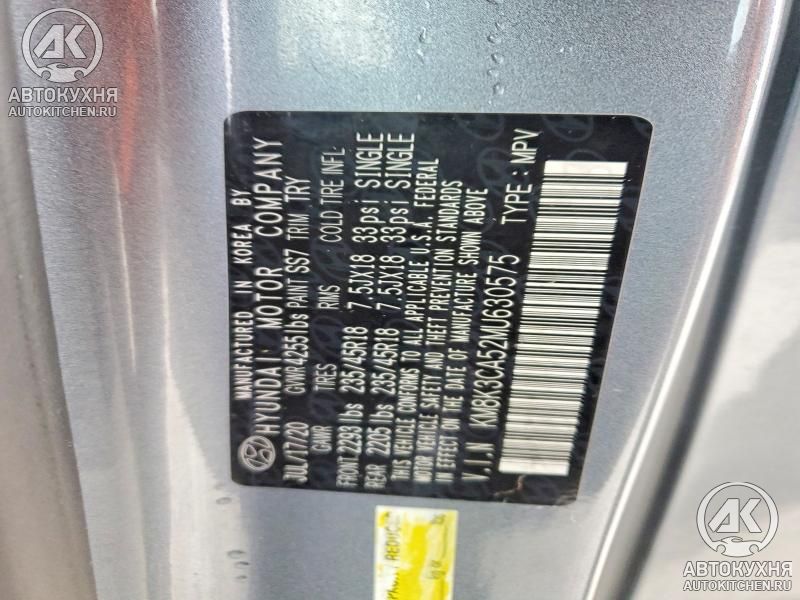 АВТОКУХНЯ
AUTOKITCHEN.RU
MANUFACTURED IN KOREA BY
HYUNDAI MOTOR COMPANY
JUL/17/20 GVWR 4255 lbs PAINT SS7 TRIM TRY
GAWR TIRES RIMS COLD TIRE INFL
FRONT 2293 lbs 235/45R18 7.5JX18 33psi SINGLE
REAR 2205 lbs 235/45R18 7.5JX18 33psi SINGLE
THIS VEHICLE CONFORMS TO ALL APPLICABLE U.S.A. FEDERAL
MOTOR VEHICLE SAFETY AND THEFT PREVENTION STANDARDS
IN EFFECT ON THE DATE OF MANUFACTURE SHOWN ABOVE
V.I.N KM8K3CA52MU630575 TYPE : MPV
AK
АВТОКУХНЯ
AUTOKITCHEN.RU